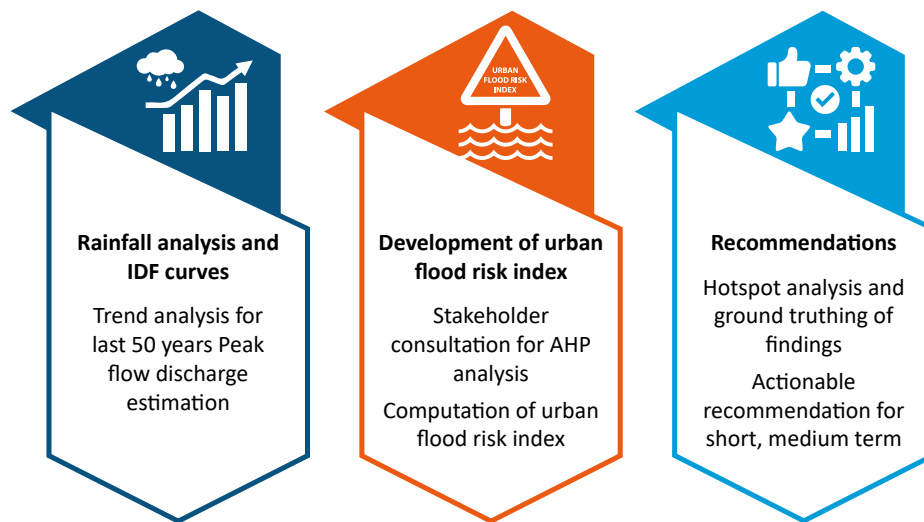 Rainfall analysis and
IDF curves
Trend analysis for
last 50 years Peak
flow discharge
estimation
URBAN
FLOOD RISK
INDEX
Development of urban
flood risk index
Stakeholder
consultation for AHP
analysis
Computation of urban
flood risk index
Recommendations
Hotspot analysis and
ground truthing of
findings
Actionable
recommendation for
short, medium term